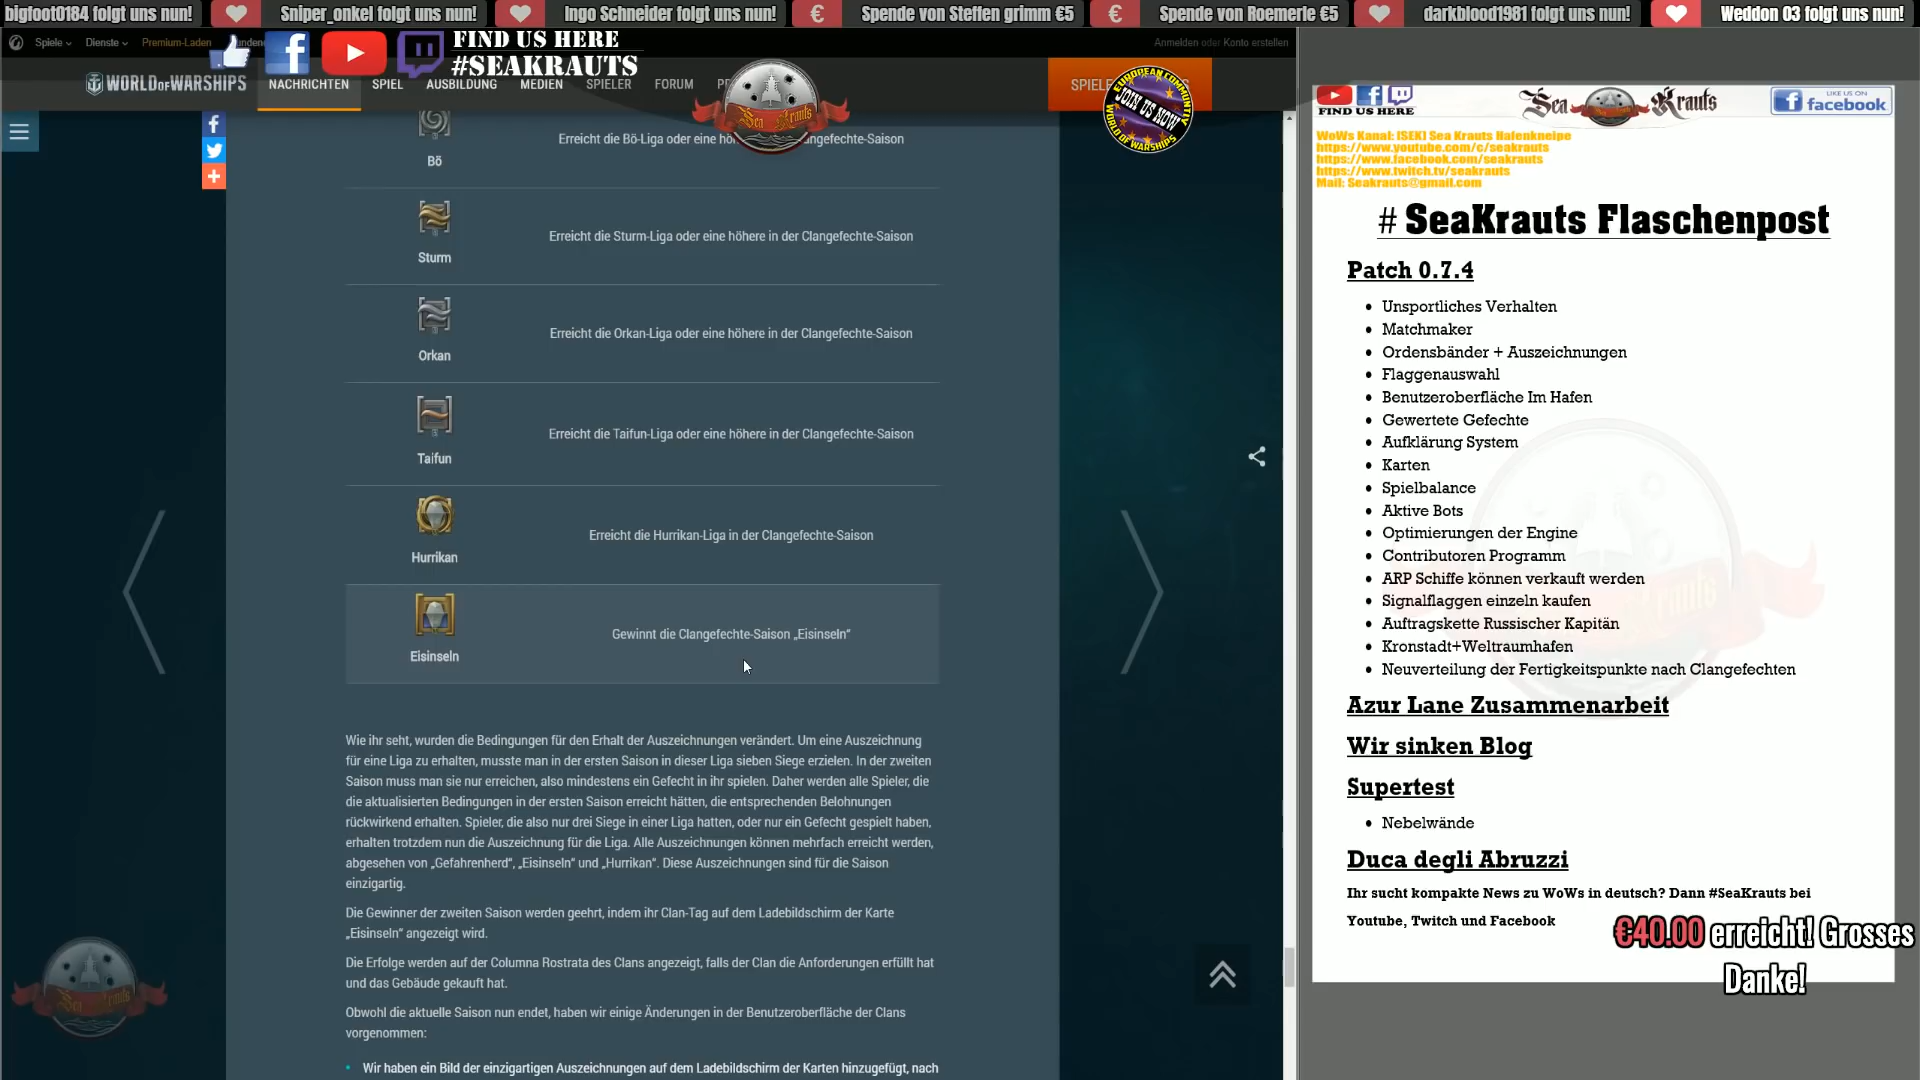 bigfoot0184 folgt uns nun!
Sniper_onkel folgt uns nun!
Ingo Schneider folgt uns nun!
Spende von Steffen grimm €5
Spende von Roemerle €5
darkblood1981 folgt uns nun!
Weddon 03 folgt uns nun!
Spiele
Dienste
Premium-Laden
FIND US HERE
#SEAKRAUTS
Anmelden oder Konto erstellen
WORLD OF WARSHIPS
NACHRICHTEN
SPIEL
AUSBILDUNG
MEDIEN
SPIELER
FORUM
Sea Krauts
EUROPEAN COMMUNITY
JOIN US NOW
WORLD OF WARSHIPS
Bö
Erreicht die Bö-Liga oder eine
Sturm
Erreicht die Sturm-Liga oder eine höhere in der Clangefechte-Saison
Orkan
Erreicht die Orkan-Liga oder eine höhere in der Clangefechte-Saison
Taifun
Erreicht die Taifun-Liga oder eine höhere in der Clangefechte-Saison
Hurrikan
Erreicht die Hurrikan-Liga in der Clangefechte-Saison
Eisinseln
Gewinnt die Clangefechte-Saison „Eisinseln“
Wie ihr seht, wurden die Bedingungen für den Erhalt der Auszeichnungen verändert. Um eine Auszeichnung
für eine Liga zu erhalten, musste man in der ersten Saison in dieser Liga sieben Siege erzielen. In der zweiten
Saison muss man sie nur erreichen, also mindestens ein Gefecht in ihr spielen. Daher werden alle Spieler, die
die aktualisierten Bedingungen in der ersten Saison erreicht hätten, die entsprechenden Belohnungen
rückwirkend erhalten. Spieler, die also nur drei Siege in einer Liga hatten, oder nur ein Gefecht gespielt haben,
erhalten trotzdem nun die Auszeichnung für die Liga. Alle Auszeichnungen können mehrfach erreicht werden,
abgesehen von „Gefahrenherd“, „Eisinseln“ und „Hurrikan“. Diese Auszeichnungen sind für die Saison
einzigartig.
Die Gewinner der zweiten Saison werden geehrt, indem ihr Clan-Tag auf dem Ladebildschirm der Karte
„Eisinseln“ angezeigt wird.
Die Erfolge werden auf der Columna Rostrata des Clans angezeigt, falls der Clan die Anforderungen erfüllt hat
und das Gebäude gekauft hat.
Obwohl die aktuelle Saison nun endet, haben wir einige Änderungen in der Benutzeroberfläche der Clans
vorgenommen:
• Wir haben ein Bild der einzigartigen Auszeichnungen auf dem Ladebildschirm der Karten hinzugefügt, nach
FIND US HERE
Sea Krauts
LIKE US ON
facebook
WoWs Kanal: [SEK] Sea Krauts Hafenkneipe
https://www.youtube.com/c/seakrauts
https://www.facebook.com/seakrauts
https://www.twitch.tv/seakrauts
Mail: Seakrauts@gmail.com
# SeaKrauts Flaschenpost
Patch 0.7.4
• Unsportliches Verhalten
• Matchmaker
• Ordensbänder + Auszeichnungen
• Flaggenauswahl
• Benutzeroberfläche Im Hafen
• Gewertete Gefechte
• Aufklärung System
• Karten
• Spielbalance
• Aktive Bots
• Optimierungen der Engine
• Contributoren Programm
• ARP Schiffe können verkauft werden
• Signalflaggen einzeln kaufen
• Auftragskette Russischer Kapitän
• Kronstadt+Weltraumhafen
• Neuverteilung der Fertigkeitspunkte nach Clangefechten
Azur Lane Zusammenarbeit
Wir sinken Blog
Supertest
• Nebelwände
Duca degli Abruzzi
Ihr sucht kompakte News zu WoWs in deutsch? Dann #SeaKrauts bei
Youtube, Twitch und Facebook
€40.00 erreicht! Grosses
Danke!